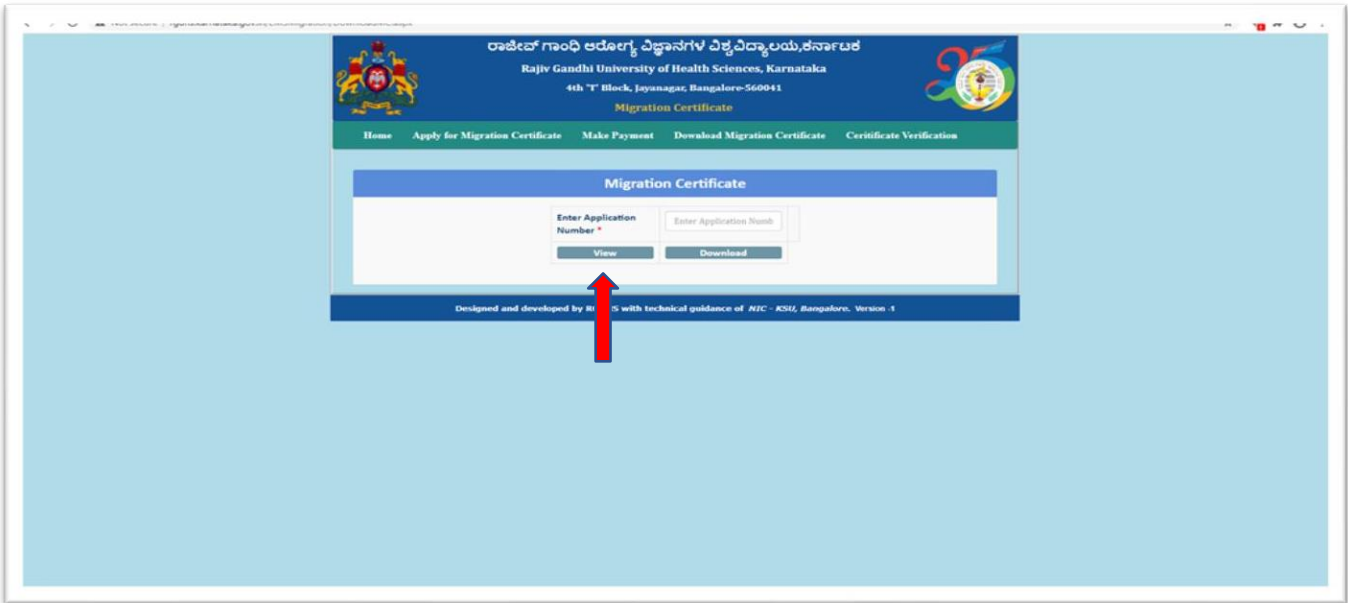 Not secure
ರಾಜೀವ್ ಗಾಂಧಿ ಆರೋಗ್ಯ ವಿಜ್ಞಾನಗಳ ವಿಶ್ವವಿದ್ಯಾಲಯ,ಕರ್ನಾಟಕ
Rajiv Gandhi University of Health Sciences, Karnataka
4th 'T' Block, Jayanagar, Bangalore-560041
Migration Certificate
Home Apply for Migration Certificate Make Payment Download Migration Certificate Ceritificate Verification
Migration Certificate
Enter Application
Number *
Enter Application Numb
View Download
Designed and developed by with technical guidance of NIC - KSU, Bangalore. Version -1